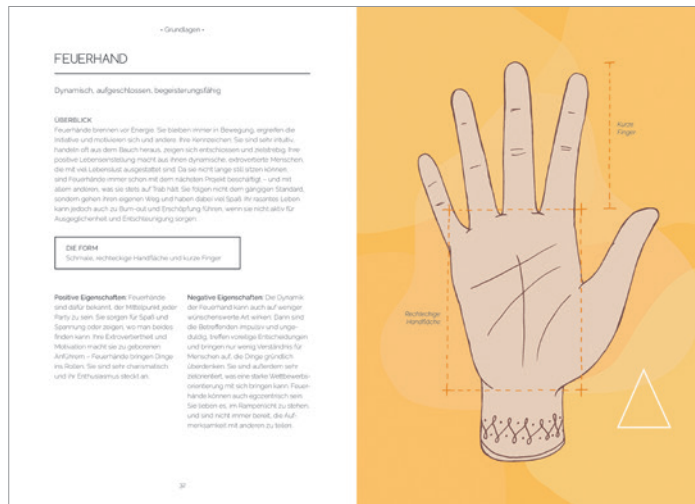 • Grundlagen •
FEUERHAND
Dynamisch, aufgeschlossen, begeisterungsfähig
ÜBERBLICK
Feuerhände brennen vor Energie. Sie bleiben immer in Bewegung, ergreifen die
Initiative und motivieren sich und andere. Ihre Kennzeichen: Sie sind sehr intuitiv,
handeln oft aus dem Bauch heraus, zeigen sich entschlossen und zielstrebig. Ihre
positive Lebenseinstellung macht aus ihnen dynamische, extrovertierte Menschen,
die mit viel Lebenslust ausgestattet sind. Da sie nicht lange still sitzen können,
sind Feuerhände immer schon mit dem nächsten Projekt beschäftigt – und mit
allem anderen, was sie stets auf Trab hält. Sie folgen nicht dem gängigen Standard,
sondern gehen ihren eigenen Weg und haben dabei viel Spaß. Ihr rasantes Leben
kann jedoch auch zu Burn-out und Erschöpfung führen, wenn sie nicht aktiv für
Ausgeglichenheit und Entschleunigung sorgen.
DIE FORM
Schmale, rechteckige Handfläche und kurze Finger
Positive Eigenschaften: Feuerhände
sind dafür bekannt, der Mittelpunkt jeder
Party zu sein. Sie sorgen für Spaß und
Spannung oder zeigen, wo man beides
finden kann. Ihre Extrovertiertheit und
Motivation macht sie zu geborenen
Anführern – Feuerhände bringen Dinge
ins Rollen. Sie sind sehr charismatisch
und ihr Enthusiasmus steckt an.
Negative Eigenschaften: Die Dynamik
der Feuerhand kann auch auf weniger
wünschenswerte Art wirken. Dann sind
die Betreffenden impulsiv und unge-
duldig, treffen voreilige Entscheidungen
und bringen nur wenig Verständnis für
Menschen auf, die Dinge gründlich
überdenken. Sie sind außerdem sehr
zielorientiert, was eine starke Wettbewerbs-
orientierung mit sich bringen kann. Feuer-
hände können auch egozentrisch sein.
Sie lieben es, im Rampenlicht zu stehen,
und sind nicht immer bereit, die Auf-
merksamkeit mit anderen zu teilen.
Kurze
Finger
Rechteckige
Handfläche